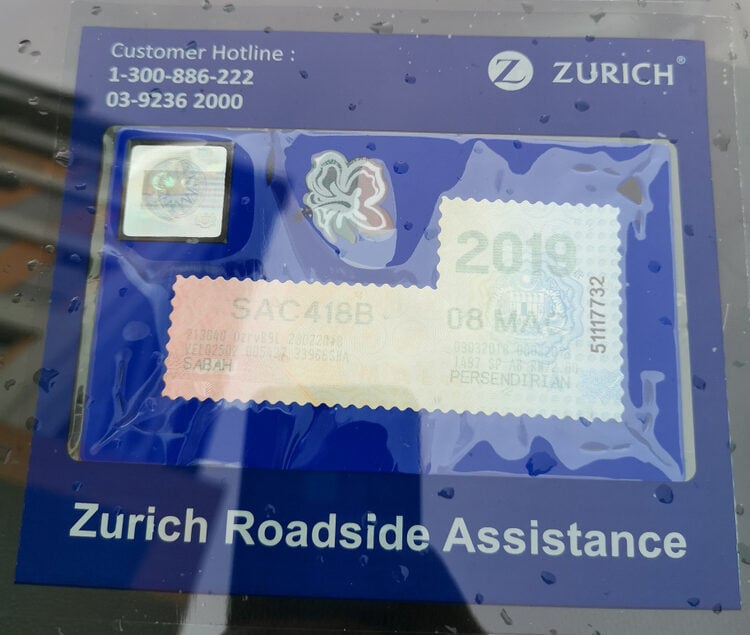 Customer Hotline :
1-300-886-222
03-9236 2000
Z ZURICH®
2019
SAC418B
08 MAC
51117732
SABAH
PERSENDIRIAN
Zurich Roadside Assistance